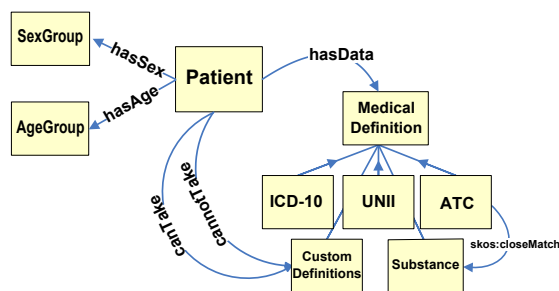 SexGroup
hasSex
Patient
hasData
AgeGroup
hasAge
Medical
Definition
ICD-10
UNII
ATC
canTake
cannotTake
skos:closeMatch
Custom
Definitions
Substance